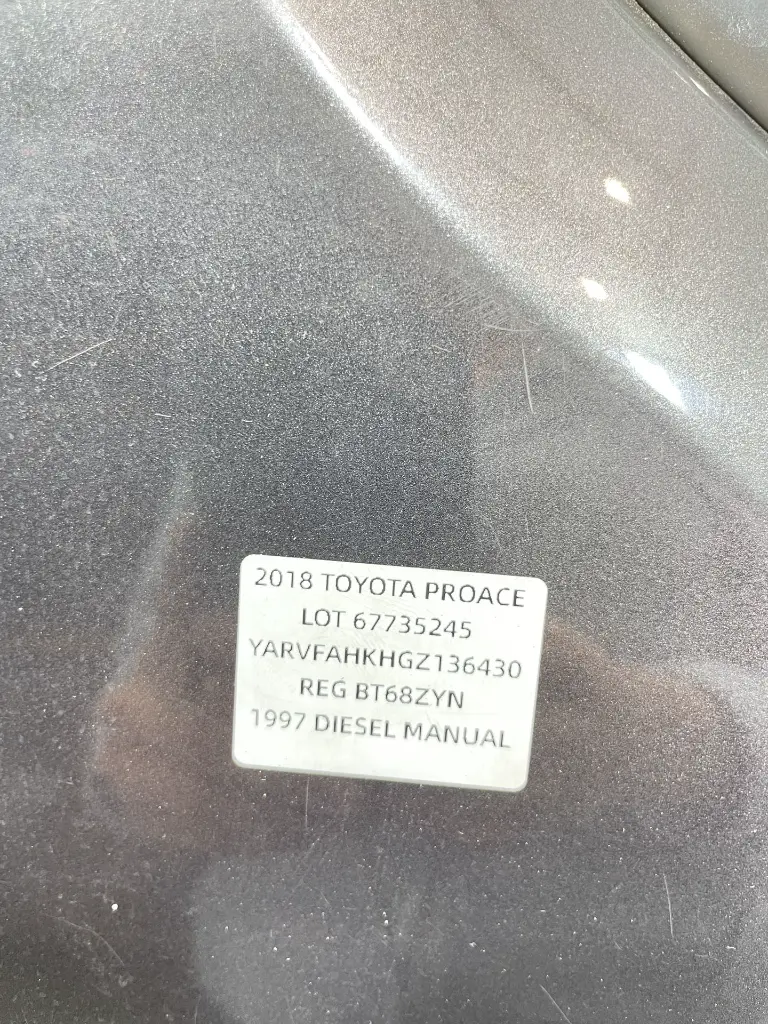 2018 TOYOTA PROACE
LOT 67735245
YARVFAHKHGZ136430
REG BT68ZYN
1997 DIESEL MANUAL